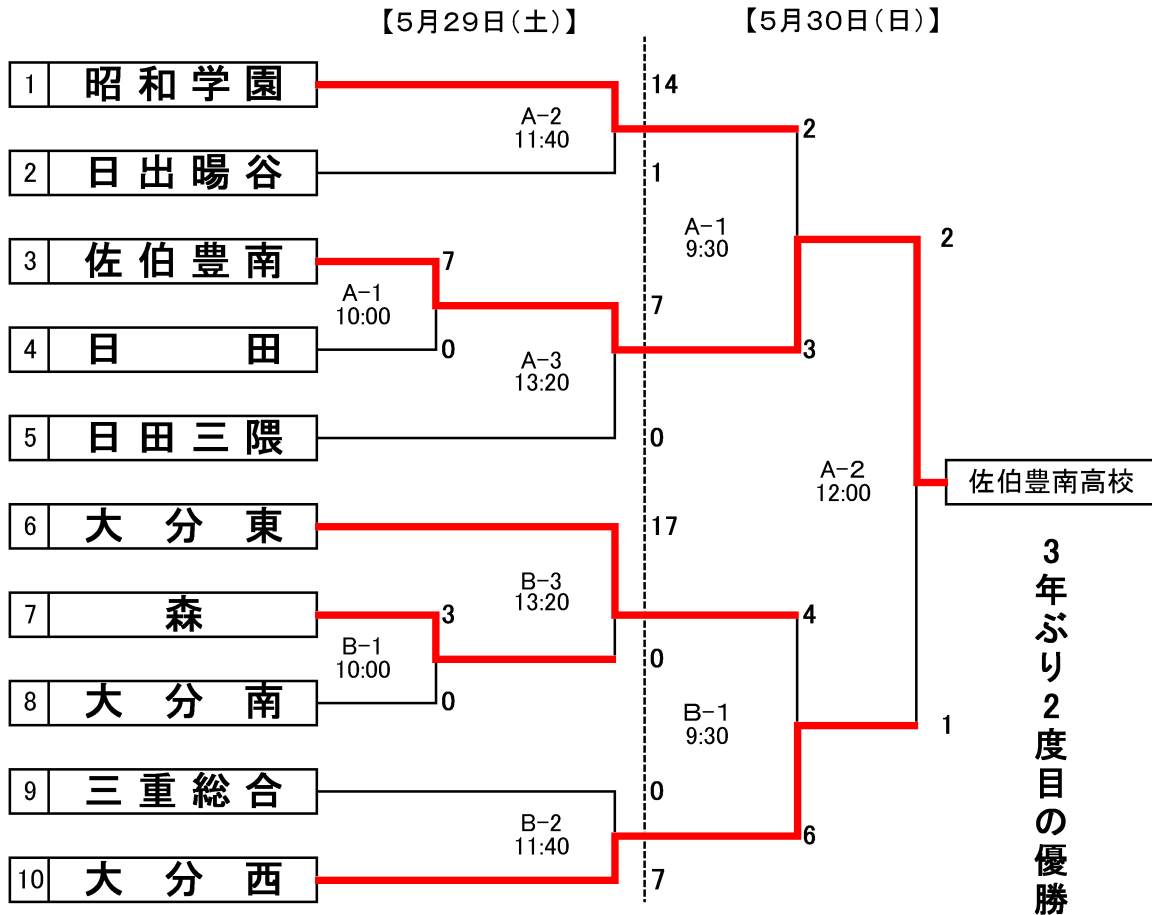 【5月29日(土)】
【5月30日(日)】
1 昭和学園
14
A-2
11:40
2
2 日出暘谷
1
A-1
9:30
3 佐伯豊南
7
2
A-1
10:00
7
4 日田
0
3
A-3
13:20
5 日田三隈
0
A-2
12:00
佐伯豊南高校
6 大分東
17
B-3
13:20
7 森
3
4
B-1
10:00
0
8 大分南
0
B-1
9:30
1
9 三重総合
0
B-2
11:40
6
10 大分西
7
3年ぶり2度目の優勝